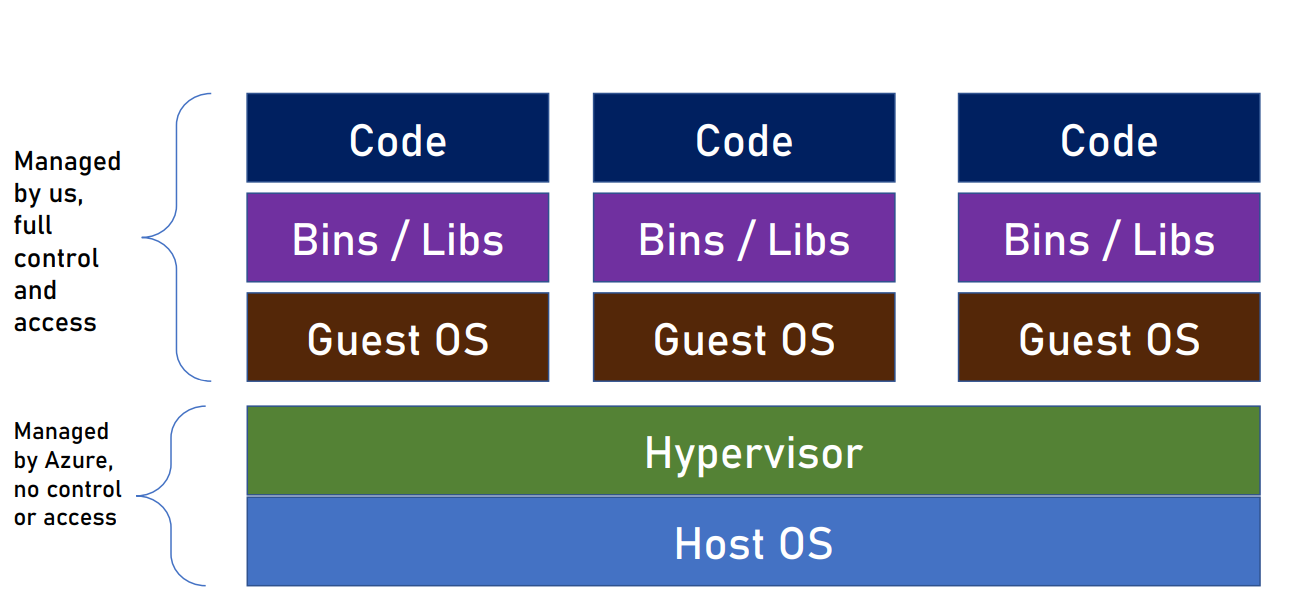 Managed
by us,
full
control
and
access
Code
Code
Code
Bins / Libs
Bins / Libs
Bins / Libs
Guest OS
Guest OS
Guest OS
Managed
by Azure,
no control
or access
Hypervisor
Host OS